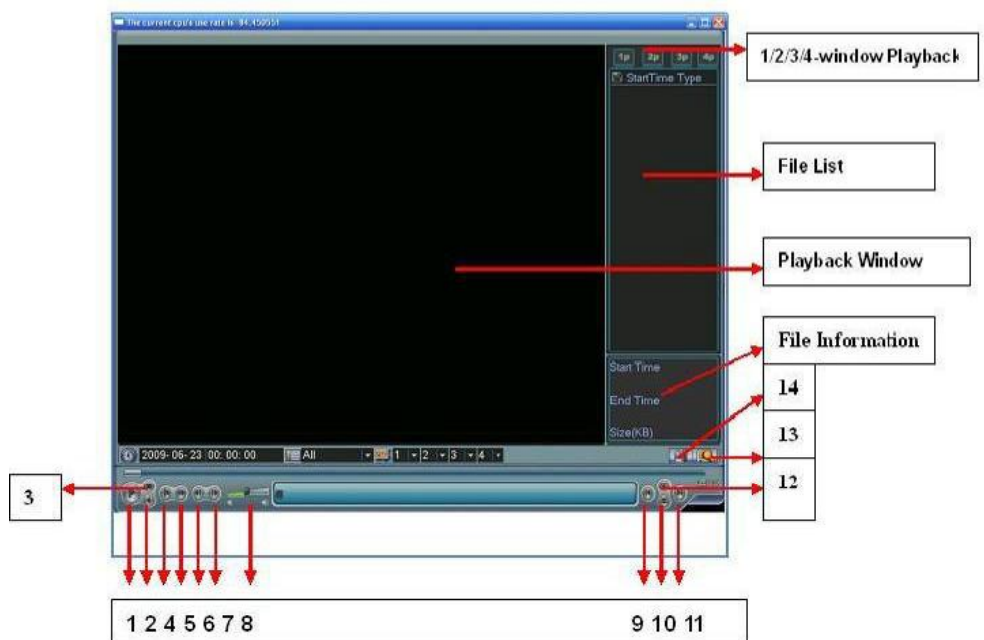 The current cpu's use rate is 94.450551
1/2/3/4-window Playback
1p 2p 3p 4p
StartTime Type
File List
Playback Window
File Information
Start Time
End Time
Size(KB)
14
13
12
2009-06-23 00:00:00 All 1 2 3 4
3
1 2 4 5 6 7 8 9 10 11